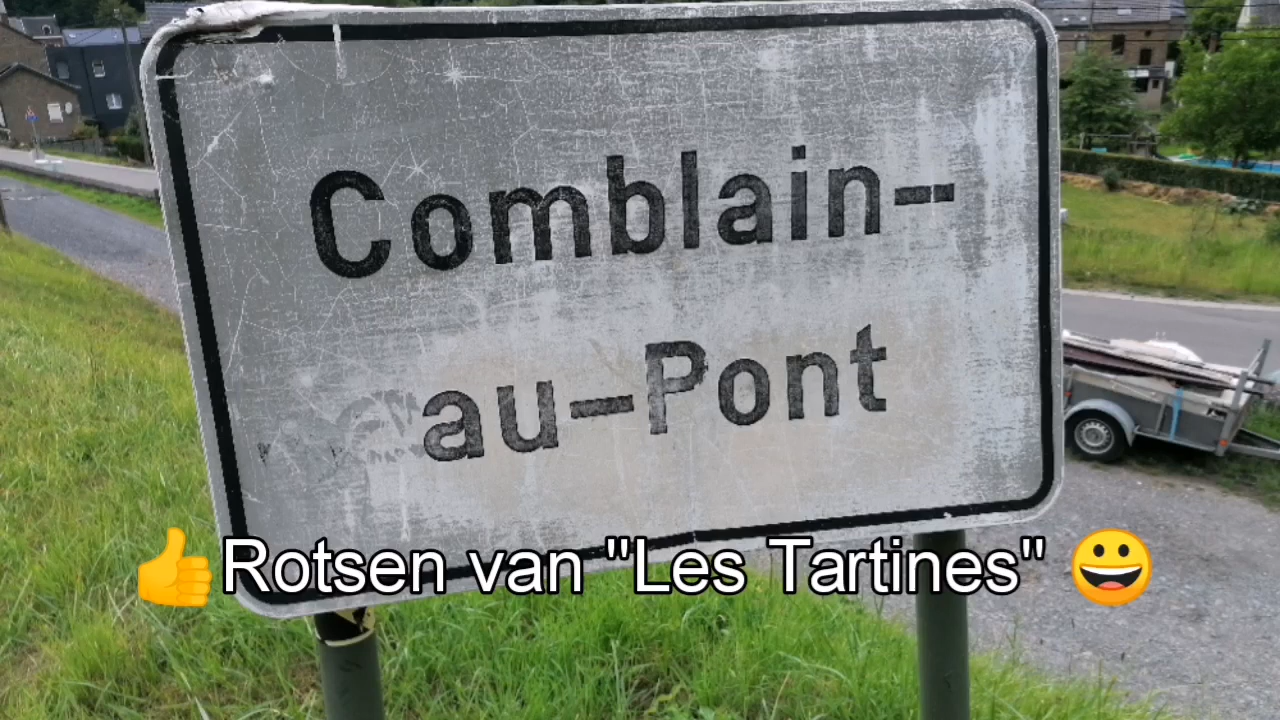 Comblain-
au-Pont
👍Rotsen van "Les Tartines" 😀